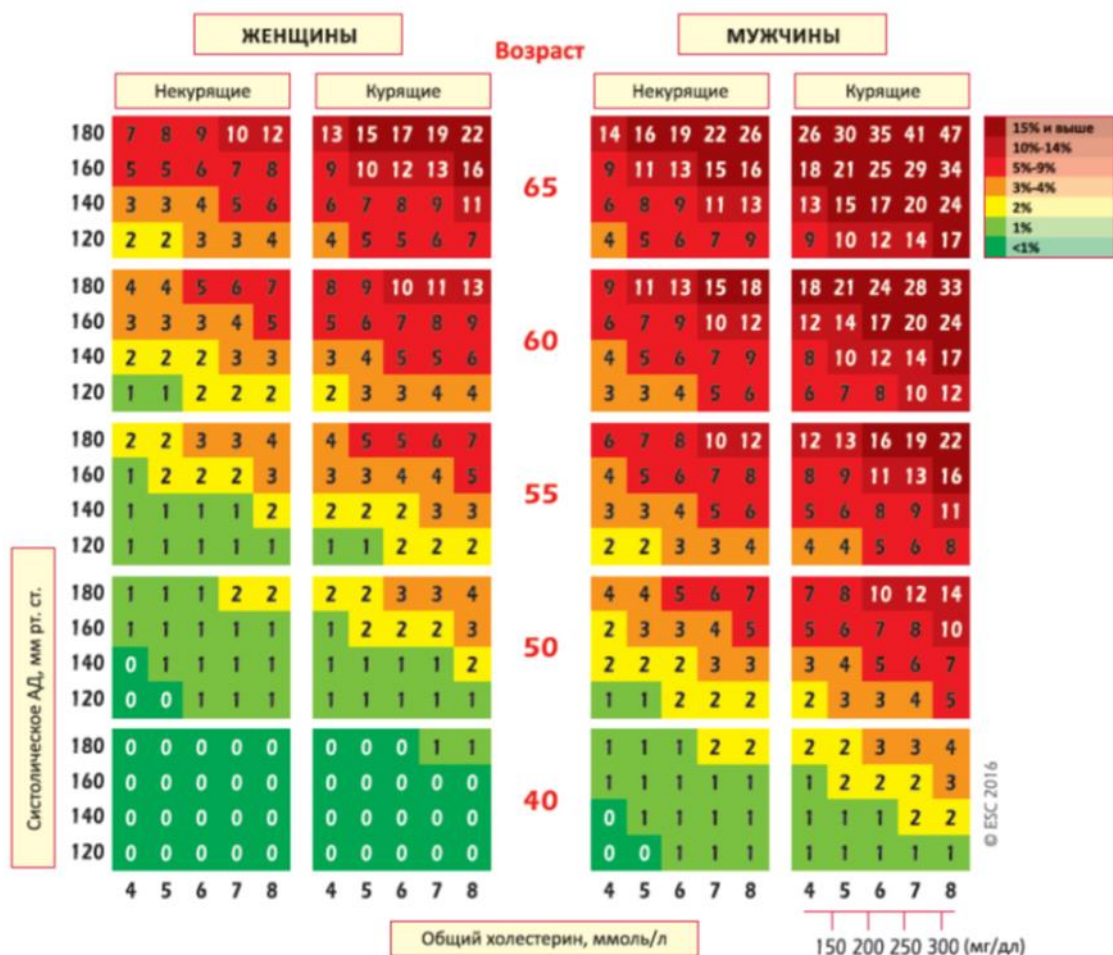 ЖЕНЩИНЫ Возраст МУЖЧИНЫ
Некурящие Курящие Некурящие Курящие
180 7 8 9 10 12 13 15 17 19 22 14 16 19 22 26 26 30 35 41 47
160 5 5 6 7 8 9 10 12 13 16 9 11 13 15 16 18 21 25 29 34
65
140 3 3 4 5 6 6 7 8 9 11 6 8 9 11 13 13 15 17 20 24
120 2 2 3 3 4 4 5 5 6 7 4 5 6 7 9 9 10 12 14 17
15% и выше
10%-14%
5%-9%
3%-4%
2%
1%
<1%
180 4 4 5 6 7 8 9 10 11 13 9 11 13 15 18 18 21 24 28 33
160 3 3 3 4 5 5 6 7 8 9 6 7 9 10 12 12 14 17 20 24
60
140 2 2 2 3 3 3 4 5 5 6 4 5 6 7 9 8 10 12 14 17
120 1 1 2 2 2 2 3 3 4 4 3 3 4 5 6 6 7 8 10 12
180 2 2 3 3 4 4 5 5 6 7 6 7 8 10 12 12 13 16 19 22
160 1 2 2 2 3 3 3 4 4 5 4 5 6 7 8 8 9 11 13 16
55
140 1 1 1 1 2 2 2 2 3 3 3 3 4 5 6 5 6 8 9 11
120 1 1 1 1 1 1 1 2 2 2 2 2 3 3 4 4 4 5 6 8
180 1 1 1 2 2 2 2 3 3 4 4 4 5 6 7 7 8 10 12 14
160 1 1 1 1 1 1 2 2 2 3 2 3 3 4 5 5 6 7 8 10
50
140 0 1 1 1 1 1 1 1 1 2 2 2 2 3 3 3 4 5 6 7
120 0 0 1 1 1 1 1 1 1 1 1 1 2 2 2 2 3 3 4 5
180 0 0 0 0 0 0 0 0 1 1 1 1 1 2 2 2 2 3 3 4
160 0 0 0 0 0 0 0 0 0 0 1 1 1 1 1 1 2 2 2 3
40
140 0 0 0 0 0 0 0 0 0 0 0 1 1 1 1 1 1 1 2 2
120 0 0 0 0 0 0 0 0 0 0 0 0 1 1 1 1 1 1 1 1
4 5 6 7 8 4 5 6 7 8 4 5 6 7 8 4 5 6 7 8
Систолическое АД, мм рт. ст.
© ESC 2016
Общий холестерин, ммоль/л
150 200 250 300 (мг/дл)